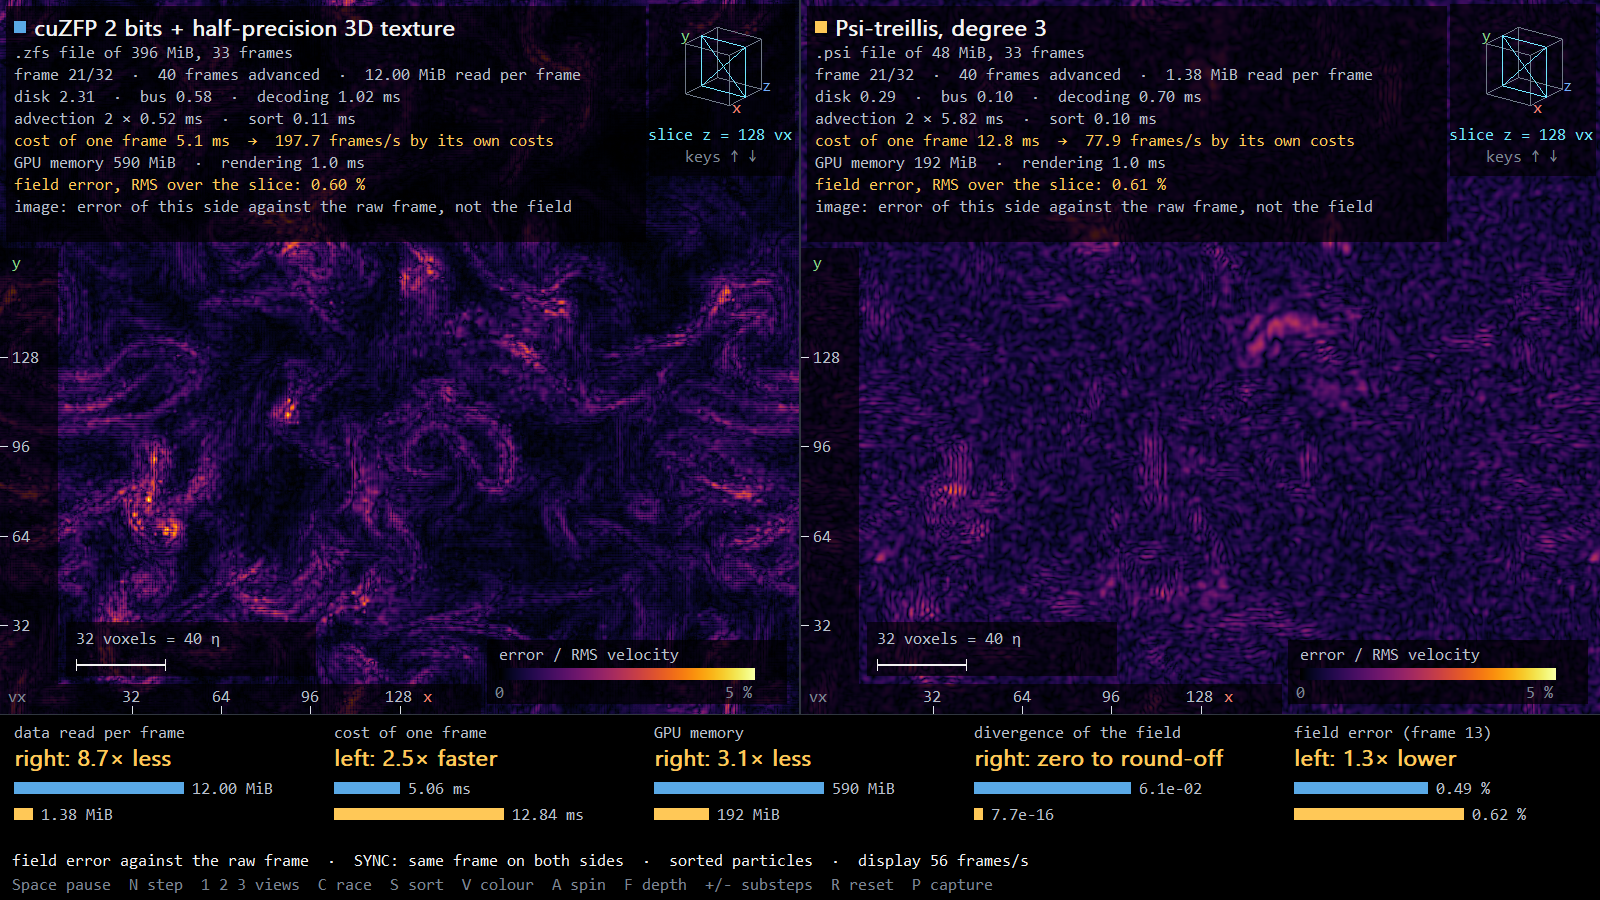 cuZFP 2 bits + half-precision 3D texture
.zfs file of 396 MiB, 33 frames
frame 21/32  ·  40 frames advanced  ·  12.00 MiB read per frame
disk 2.31  ·  bus 0.58  ·  decoding 1.02 ms
advection 2 × 0.52 ms  ·  sort 0.11 ms
cost of one frame 5.1 ms  →  197.7 frames/s by its own costs
GPU memory 590 MiB  ·  rendering 1.0 ms
field error, RMS over the slice: 0.60 %
image: error of this side against the raw frame, not the field
y
z
x
slice z = 128 vx
keys ↑ ↓
y
128
96
64
32
32 voxels = 40 η
error / RMS velocity
0
5 %
vx
32
64
96
128
x
Psi-treillis, degree 3
.psi file of 48 MiB, 33 frames
frame 21/32  ·  40 frames advanced  ·  1.38 MiB read per frame
disk 0.29  ·  bus 0.10  ·  decoding 0.70 ms
advection 2 × 5.82 ms  ·  sort 0.10 ms
cost of one frame 12.8 ms  →  77.9 frames/s by its own costs
GPU memory 192 MiB  ·  rendering 1.0 ms
field error, RMS over the slice: 0.61 %
image: error of this side against the raw frame, not the field
y
z
x
slice z = 128 vx
keys ↑ ↓
y
128
96
64
32
32 voxels = 40 η
error / RMS velocity
0
5 %
vx
32
64
96
128
x
data read per frame
right: 8.7× less
12.00 MiB
1.38 MiB
cost of one frame
left: 2.5× faster
5.06 ms
12.84 ms
GPU memory
right: 3.1× less
590 MiB
192 MiB
divergence of the field
right: zero to round-off
6.1e-02
7.7e-16
field error (frame 13)
left: 1.3× lower
0.49 %
0.62 %
field error against the raw frame  ·  SYNC: same frame on both sides  ·  sorted particles  ·  display 56 frames/s
Space pause  N step  1 2 3 views  C race  S sort  V colour  A spin  F depth  +/- substeps  R reset  P capture